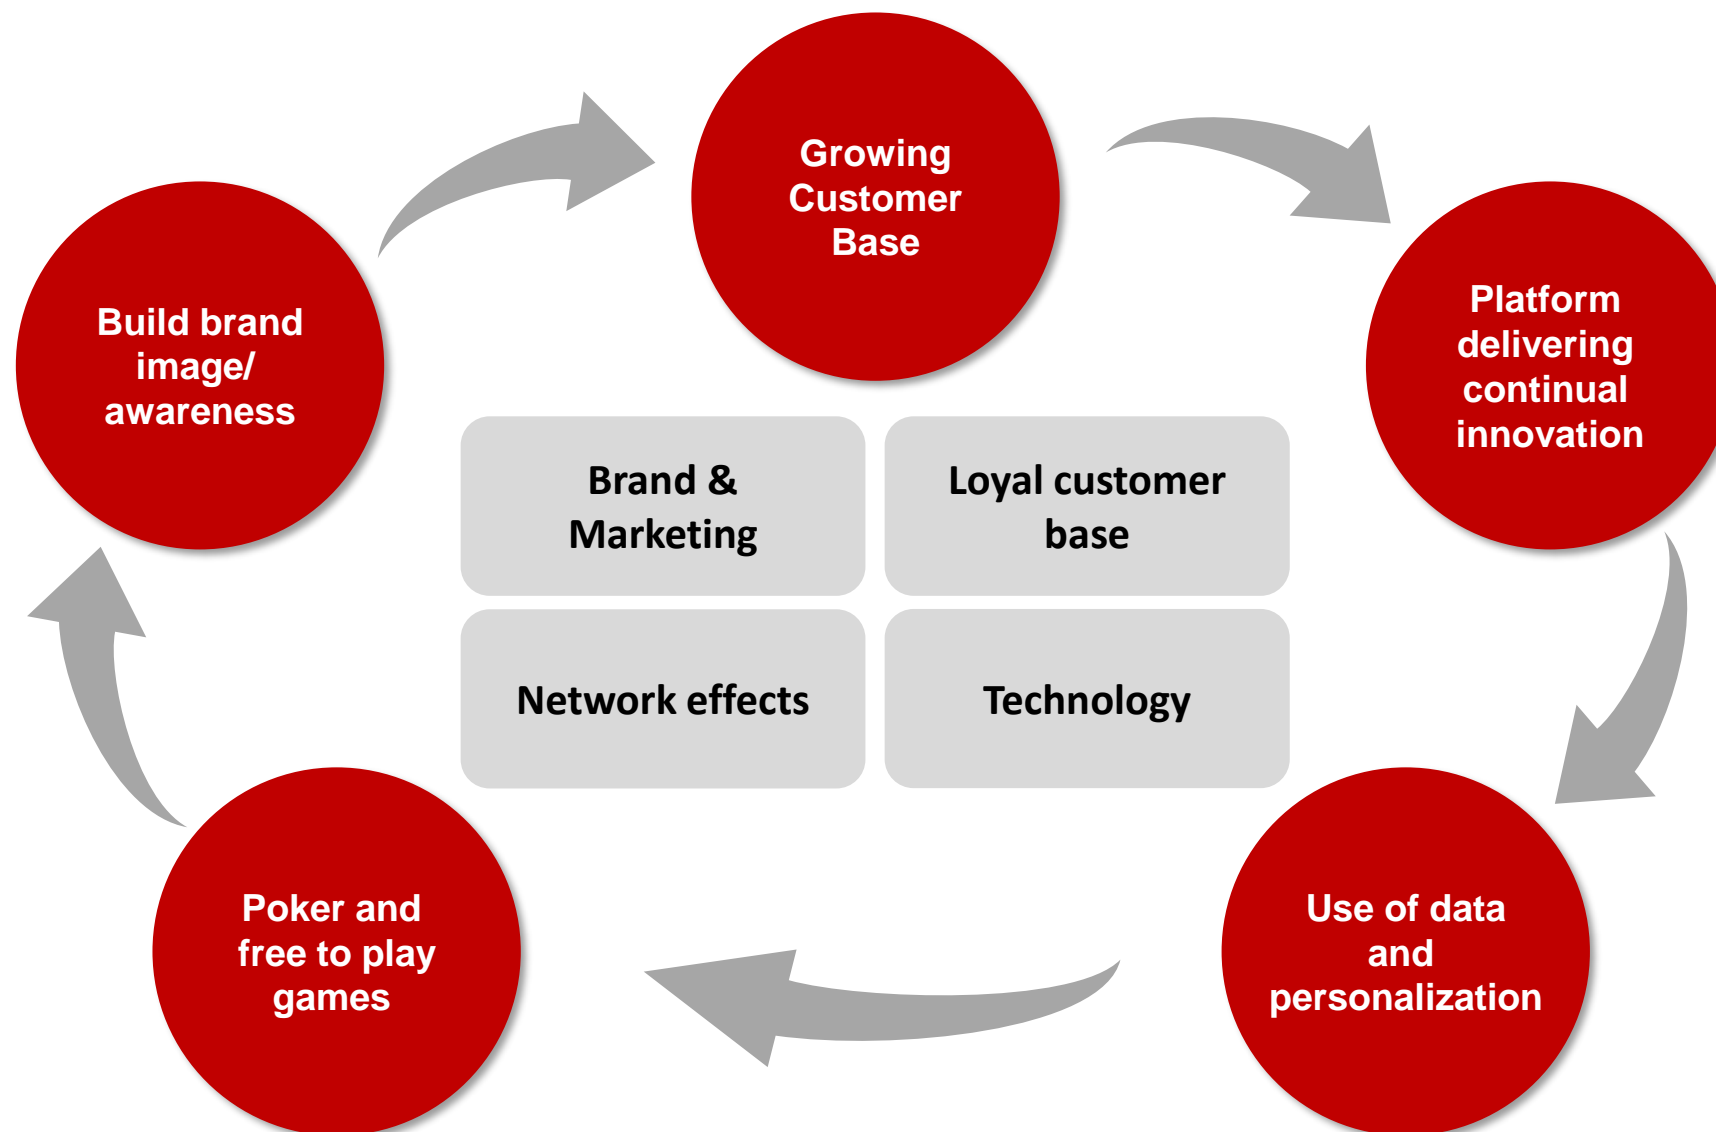 Growing
Customer
Base
Platform
delivering
continual
innovation
Use of data
and
personalization
Poker and
free to play
games
Build brand
image/
awareness
Brand &
Marketing
Loyal customer
base
Network effects
Technology